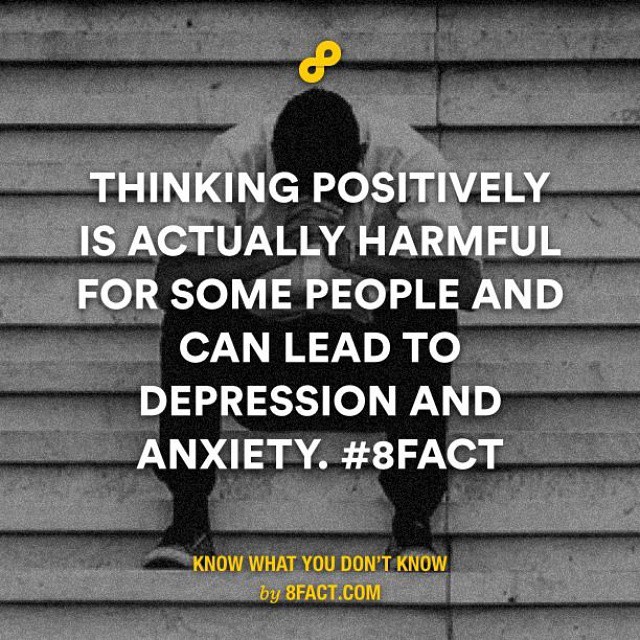 THINKING POSITIVELY
IS ACTUALLY HARMFUL
FOR SOME PEOPLE AND
CAN LEAD TO
DEPRESSION AND
ANXIETY. #8FACT
KNOW WHAT YOU DON'T KNOW
by 8FACT.COM